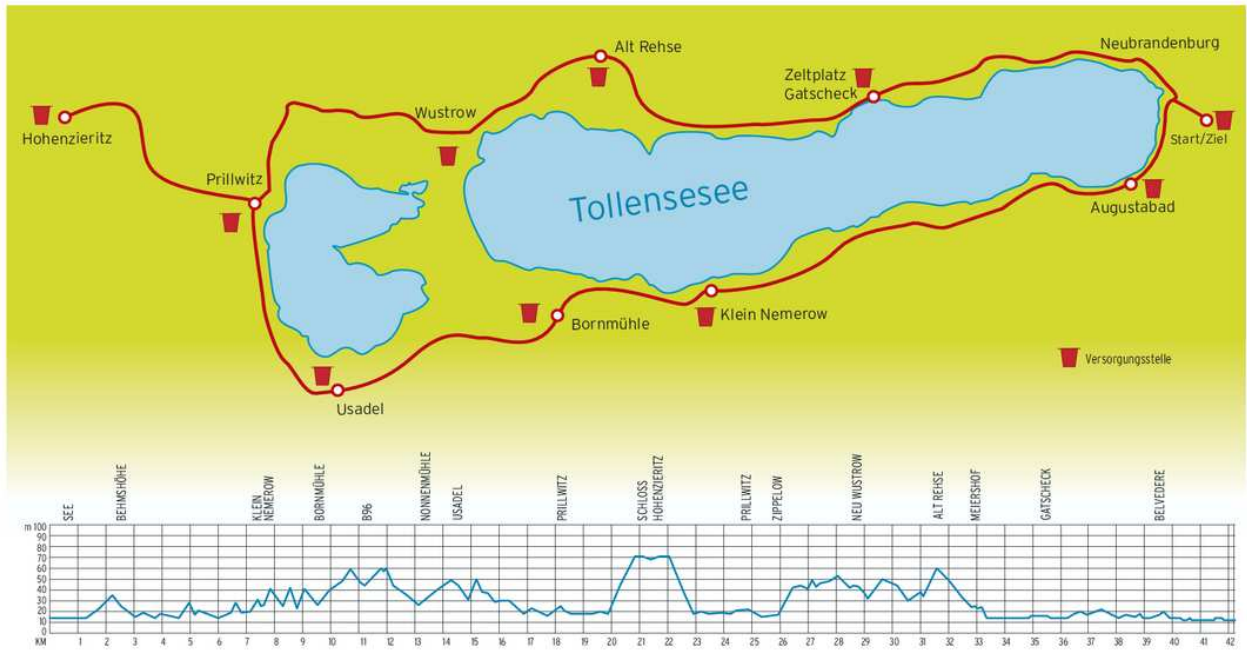 Alt Rehse
Neubrandenburg
Zeltplatz
Gatscheck
Wustrow
Hohenzieritz
Start/Ziel
Prillwitz
Tollensesee
Augustabad
Klein Nemerow
Bornmühle
Versorgungsstelle
Usadel
SEE
BEHMSHÖHE
KLEIN
NEMEROW
BORNMÜHLE
B96
NONNENMÜHLE
USADEL
PRILLWITZ
SCHLOSS
HOHENZIERITZ
PRILLWITZ
ZIPPELOW
NEU WUSTROW
ALT REHSE
MEIERSHOF
GATSCHECK
BELVEDERE
m 100
90
80
70
60
50
40
30
20
10
0
KM 1 2 3 4 5 6 7 8 9 10 11 12 13 14 15 16 17 18 19 20 21 22 23 24 25 26 27 28 29 30 31 32 33 34 35 36 37 38 39 40 41 42